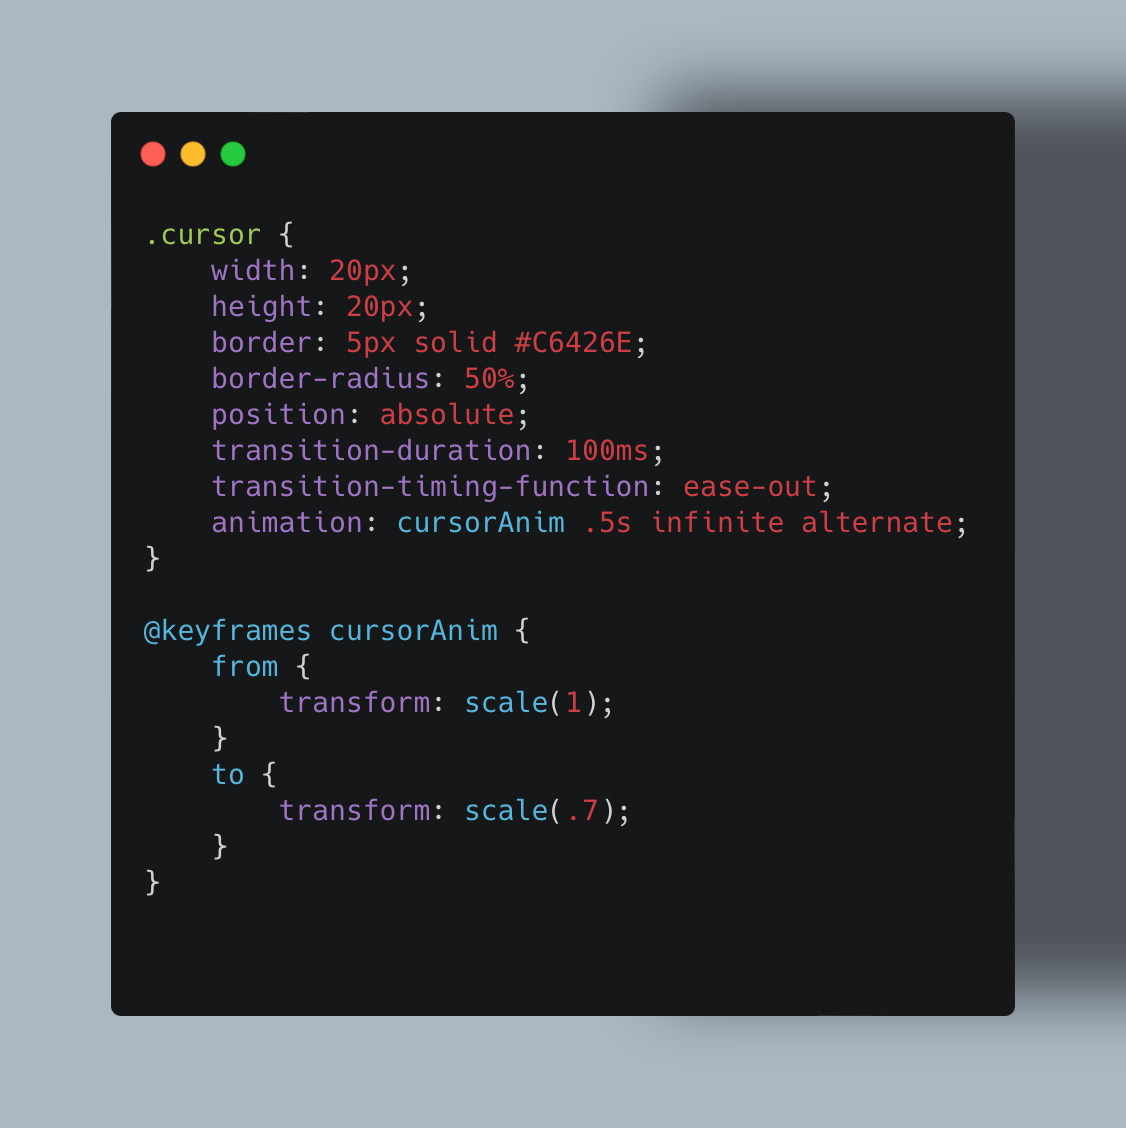 .cursor {
    width: 20px;
    height: 20px;
    border: 5px solid #C6426E;
    border-radius: 50%;
    position: absolute;
    transition-duration: 100ms;
    transition-timing-function: ease-out;
    animation: cursorAnim .5s infinite alternate;
}

@keyframes cursorAnim {
    from {
        transform: scale(1);
    }
    to {
        transform: scale(.7);
    }
}